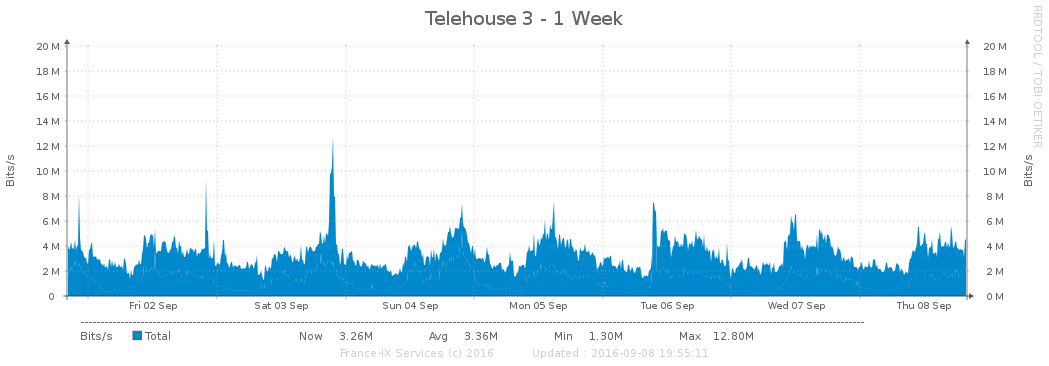 Telehouse 3 - 1 Week
RRDTOOL / TOBI OETIKER
Bits/s
20 M
18 M
16 M
14 M
12 M
10 M
8 M
6 M
4 M
2 M
0
20 M
18 M
16 M
14 M
12 M
10 M
8 M
6 M
4 M
2 M
0 M
Bits/s
Fri 02 Sep Sat 03 Sep Sun 04 Sep Mon 05 Sep Tue 06 Sep Wed 07 Sep Thu 08 Sep
Bits/s Total Now 3.26M Avg 3.36M Min 1.30M Max 12.80M
France-IX Services (c) 2016 Updated : 2016-09-08 19:55:11